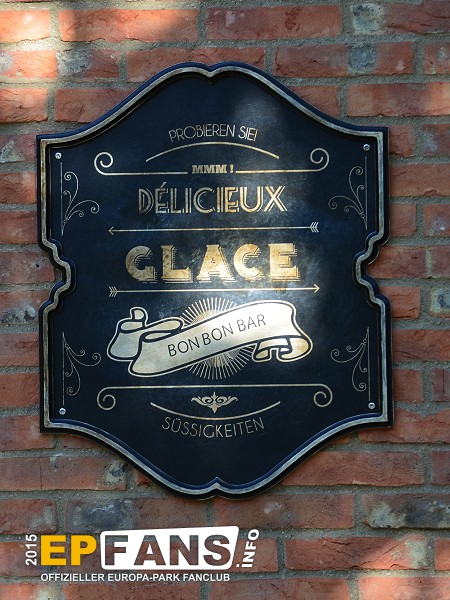 PROBIEREN SIE!
MMM!
DÉLICIEUX
GLACE
BON BON BAR
SÜSSIGKEITEN
2015 EPFANS.iNFO
OFFIZIELLER EUROPA-PARK FANCLUB